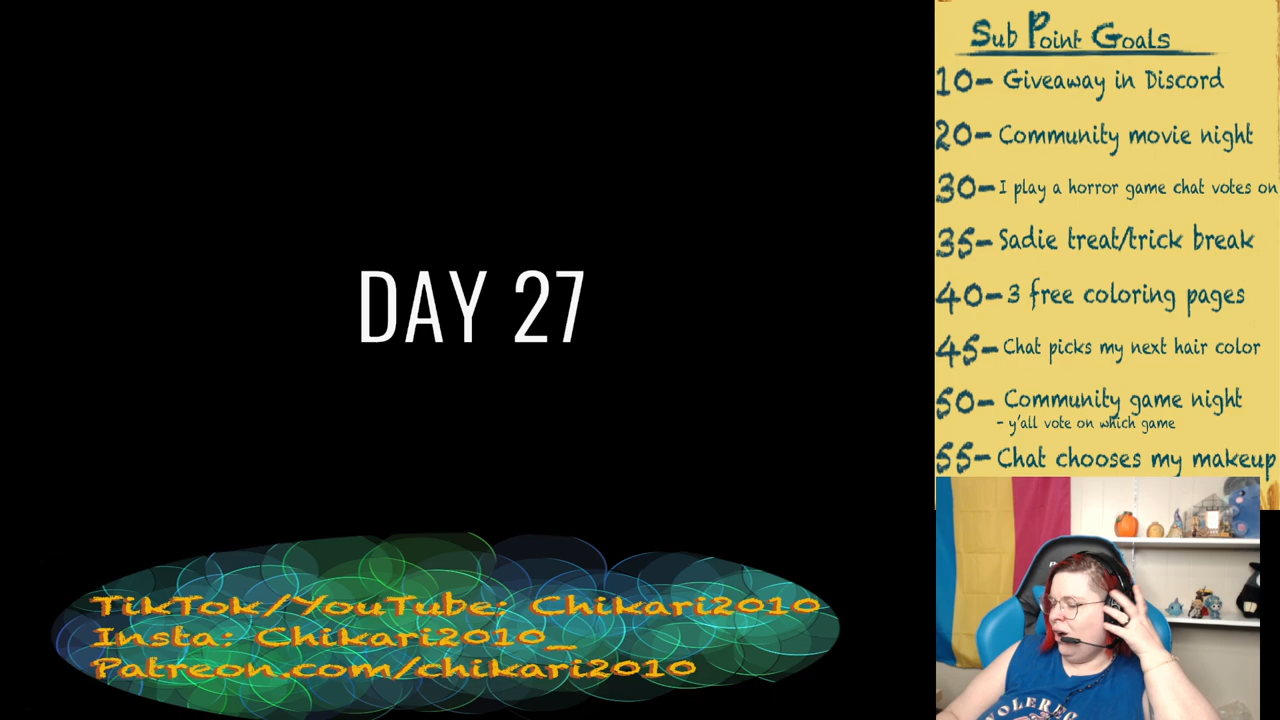 Sub Point Goals
10- Giveaway in Discord
20- Community movie night
30- I play a horror game chat votes on
35- Sadie treat/trick break
40- 3 free coloring pages
45- Chat picks my next hair color
50- Community game night
- y'all vote on which game
55- Chat chooses my makeup
DAY 27
TikTok/YouTube: Chikari2010
Insta: Chikari2010_
Patreon.com/chikari2010